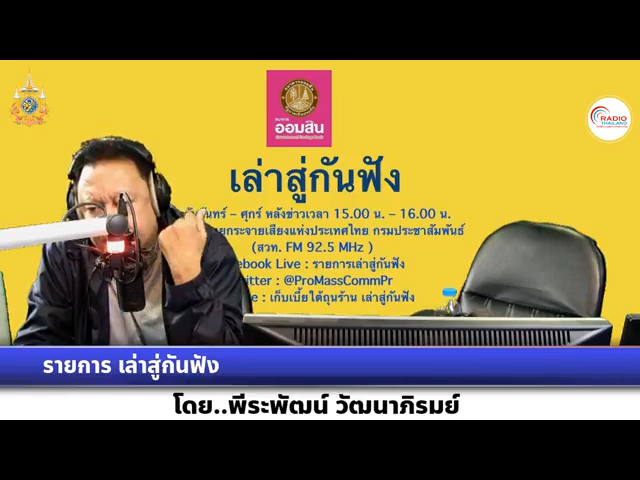 ธนาคาร
ออมสิน
RADIO
THAILAND
เล่าสู่กันฟัง
นทร์ – ศุกร์ หลังข่าวเวลา 15.00 น. – 16.00 น.
ยกระจายเสียงแห่งประเทศไทย กรมประชาสัมพันธ์
(สวท. FM 92.5 MHz )
ebook Live : รายการเล่าสู่กันฟัง
itter : @ProMassCommPr
e : เก็บเบี้ยใต้ถุนร้าน เล่าสู่กันฟัง
รายการ เล่าสู่กันฟัง
โดย..พีระพัฒน์ วัฒนาภิรมย์